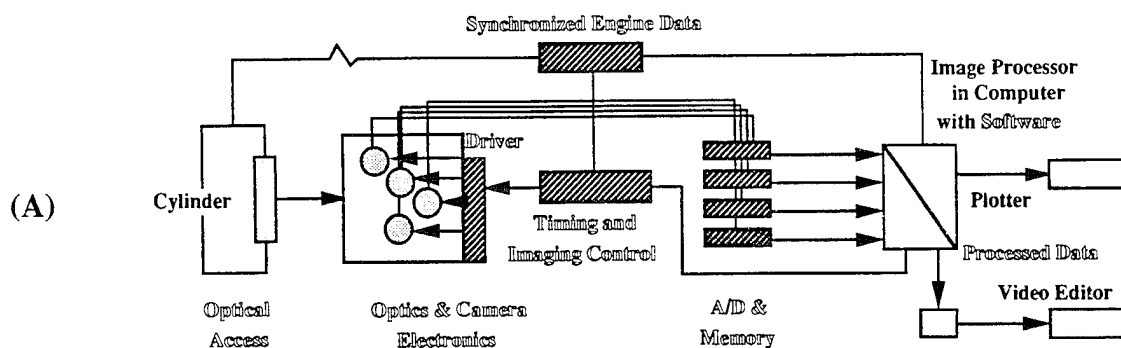 Synchronized Engine Data
Image Processor
in Computer
with Software
Driver
(A)
Cylinder
Plotter
Timing and
Imaging Control
Processed Data
Optical
Access
Optics & Camera
Electronics
A/D &
Memory
Video Editor